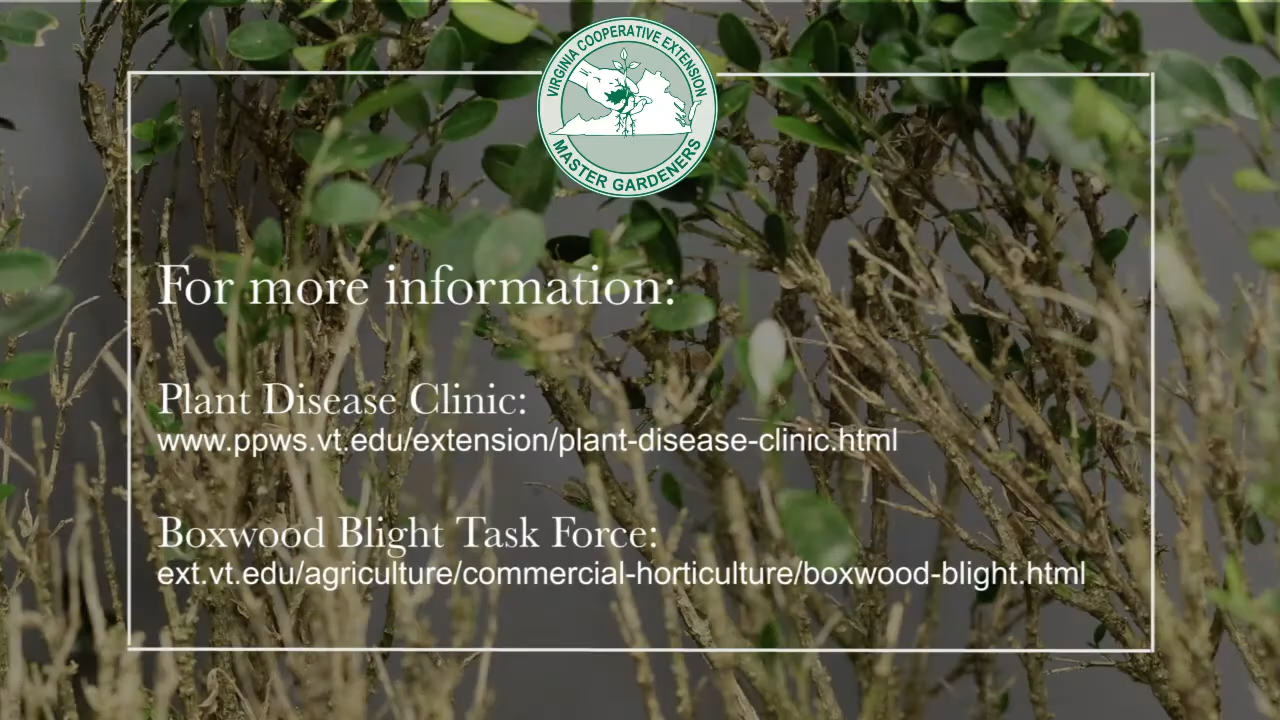 VIRGINIA COOPERATIVE EXTENSION
MASTER GARDENERS
For more information:
Plant Disease Clinic:
www.ppws.vt.edu/extension/plant-disease-clinic.html
Boxwood Blight Task Force:
ext.vt.edu/agriculture/commercial-horticulture/boxwood-blight.html